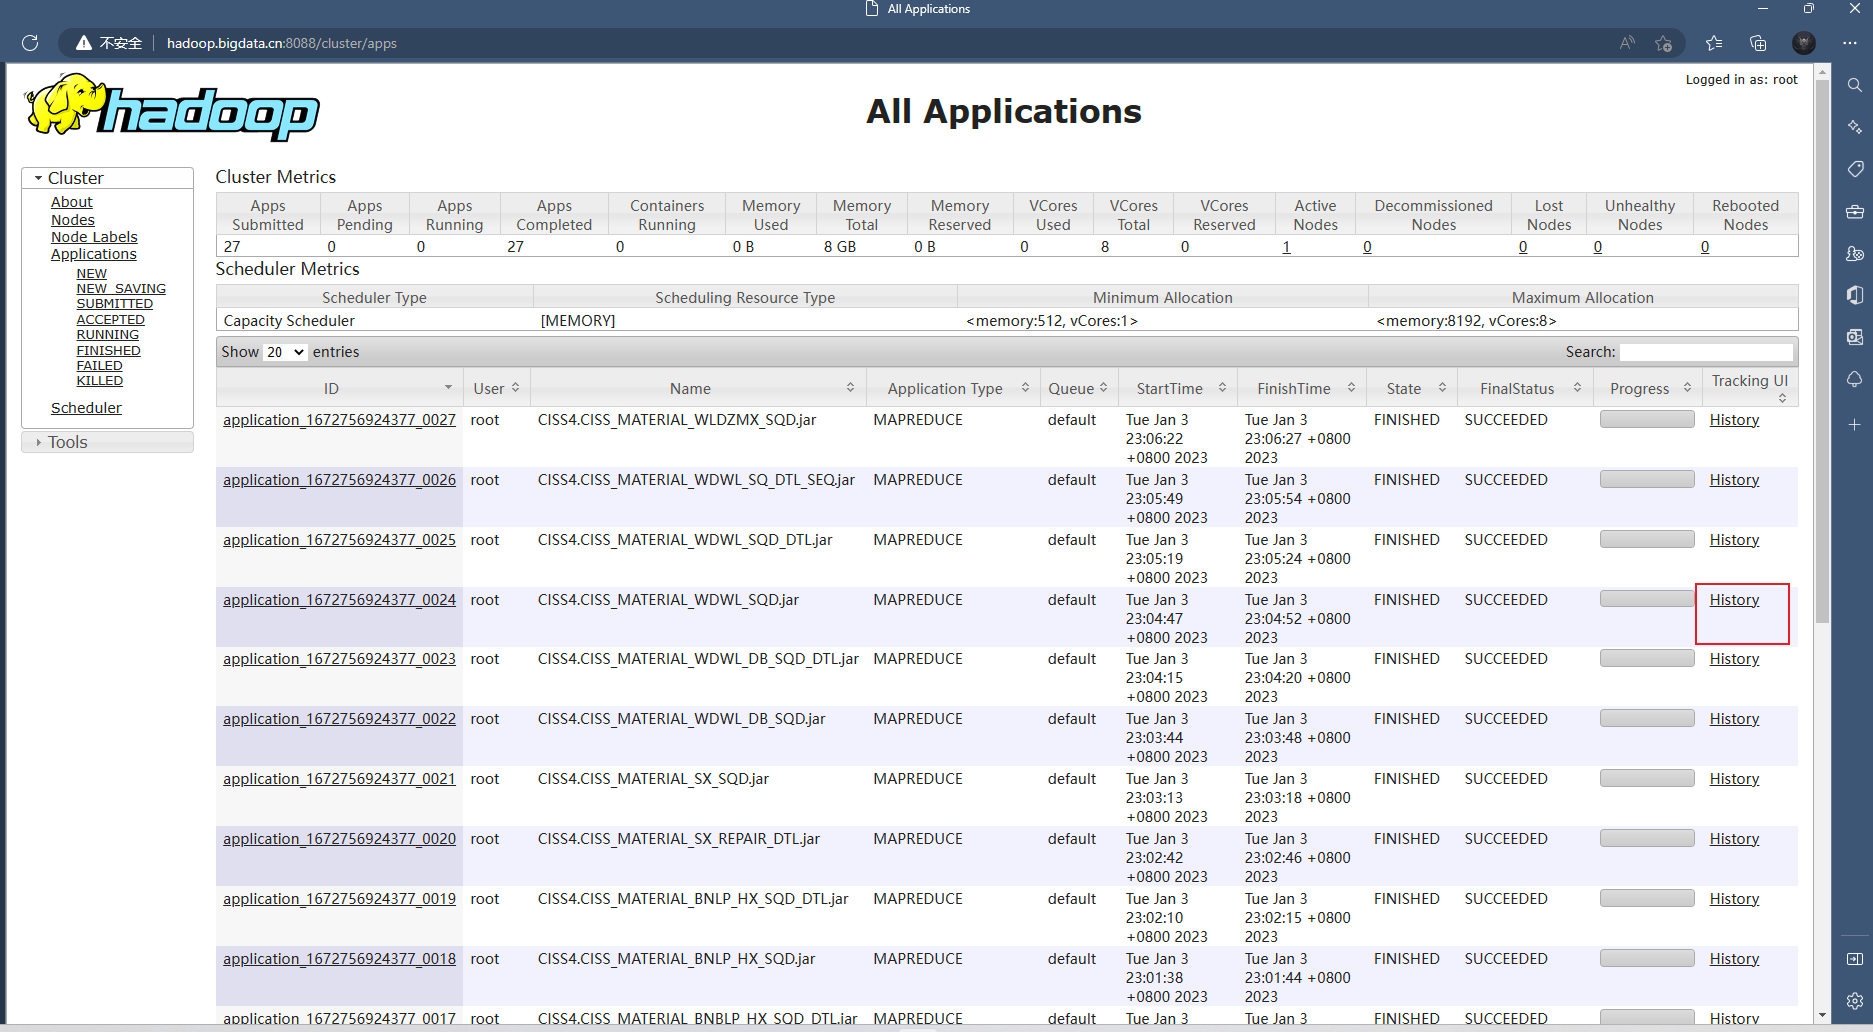 All Applications
不安全 hadoop.bigdata.cn:8088/cluster/apps
Logged in as: root
hadoop
All Applications
Cluster
About
Nodes
Node Labels
Applications
NEW
NEW_SAVING
SUBMITTED
ACCEPTED
RUNNING
FINISHED
FAILED
KILLED
Scheduler
Tools
Cluster Metrics
Apps Submitted Apps Pending Apps Running Apps Completed Containers Running Memory Used Memory Total Memory Reserved VCores Used VCores Total VCores Reserved Active Nodes Decommissioned Nodes Lost Nodes Unhealthy Nodes Rebooted Nodes
27 0 0 27 0 0 B 8 GB 0 B 0 8 0 1 0 0 0 0
Scheduler Metrics
Scheduler Type Scheduling Resource Type Minimum Allocation Maximum Allocation
Capacity Scheduler [MEMORY] <memory:512, vCores:1> <memory:8192, vCores:8>
Show 20 entries Search:
ID User Name Application Type Queue StartTime FinishTime State FinalStatus Progress Tracking UI
application_1672756924377_0027 root CISS4.CISS_MATERIAL_WLDZMX_SQD.jar MAPREDUCE default Tue Jan 3 Tue Jan 3 FINISHED SUCCEEDED History
23:06:22 23:06:27 +0800
+0800 2023 2023
application_1672756924377_0026 root CISS4.CISS_MATERIAL_WDWL_SQ_DTL_SEQ.jar MAPREDUCE default Tue Jan 3 Tue Jan 3 FINISHED SUCCEEDED History
23:05:49 23:05:54 +0800
+0800 2023 2023
application_1672756924377_0025 root CISS4.CISS_MATERIAL_WDWL_SQD_DTL.jar MAPREDUCE default Tue Jan 3 Tue Jan 3 FINISHED SUCCEEDED History
23:05:19 23:05:24 +0800
+0800 2023 2023
application_1672756924377_0024 root CISS4.CISS_MATERIAL_WDWL_SQD.jar MAPREDUCE default Tue Jan 3 Tue Jan 3 FINISHED SUCCEEDED History
23:04:47 23:04:52 +0800
+0800 2023 2023
application_1672756924377_0023 root CISS4.CISS_MATERIAL_WDWL_DB_SQD_DTL.jar MAPREDUCE default Tue Jan 3 Tue Jan 3 FINISHED SUCCEEDED History
23:04:15 23:04:20 +0800
+0800 2023 2023
application_1672756924377_0022 root CISS4.CISS_MATERIAL_WDWL_DB_SQD.jar MAPREDUCE default Tue Jan 3 Tue Jan 3 FINISHED SUCCEEDED History
23:03:44 23:03:48 +0800
+0800 2023 2023
application_1672756924377_0021 root CISS4.CISS_MATERIAL_SX_SQD.jar MAPREDUCE default Tue Jan 3 Tue Jan 3 FINISHED SUCCEEDED History
23:03:13 23:03:18 +0800
+0800 2023 2023
application_1672756924377_0020 root CISS4.CISS_MATERIAL_SX_REPAIR_DTL.jar MAPREDUCE default Tue Jan 3 Tue Jan 3 FINISHED SUCCEEDED History
23:02:42 23:02:46 +0800
+0800 2023 2023
application_1672756924377_0019 root CISS4.CISS_MATERIAL_BNLP_HX_SQD_DTL.jar MAPREDUCE default Tue Jan 3 Tue Jan 3 FINISHED SUCCEEDED History
23:02:10 23:02:15 +0800
+0800 2023 2023
application_1672756924377_0018 root CISS4.CISS_MATERIAL_BNLP_HX_SQD.jar MAPREDUCE default Tue Jan 3 Tue Jan 3 FINISHED SUCCEEDED History
23:01:38 23:01:44 +0800
+0800 2023 2023
application_1672756924377_0017 root CISS4.CISS_MATERIAL_BNBLP_HX_SQD_DTL.jar MAPREDUCE default Tue Jan 3 Tue Jan 3 FINISHED SUCCEEDED History